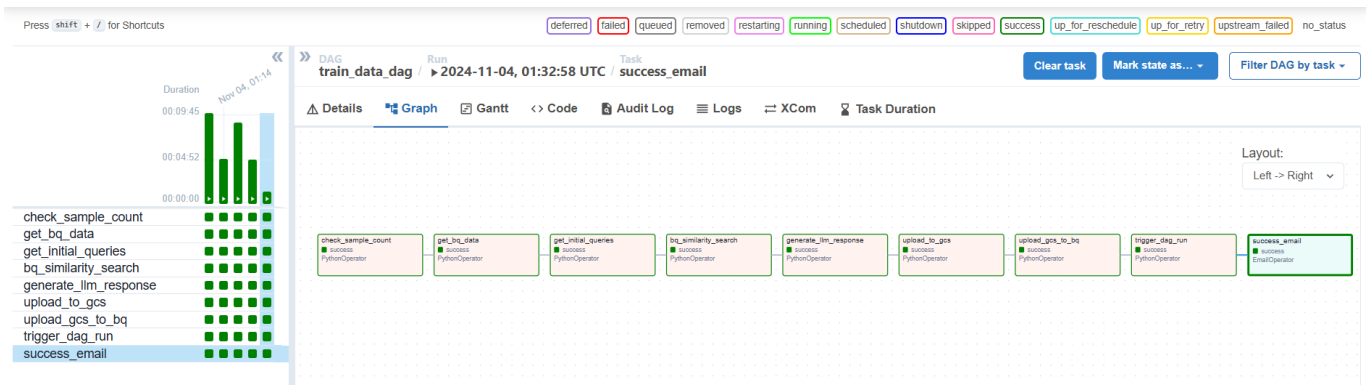 Press shift + / for Shortcuts
deferred failed queued removed restarting running scheduled shutdown skipped success up_for_reschedule up_for_retry upstream_failed no_status
DAG Run Task
train_data_dag / 2024-11-04, 01:32:58 UTC / success_email
Clear task Mark state as... Filter DAG by task
Details Graph Gantt Code Audit Log Logs XCom Task Duration
Duration
Nov 04, 01:14
00:09:45
00:04:52
00:00:00
check_sample_count
get_bq_data
get_initial_queries
bq_similarity_search
generate_llm_response
upload_to_gcs
upload_gcs_to_bq
trigger_dag_run
success_email
Layout:
Left -> Right
check_sample_count
success
PythonOperator
get_bq_data
success
PythonOperator
get_initial_queries
success
PythonOperator
bq_similarity_search
success
PythonOperator
generate_llm_response
success
PythonOperator
upload_to_gcs
success
PythonOperator
upload_gcs_to_bq
success
PythonOperator
trigger_dag_run
success
PythonOperator
success_email
success
EmailOperator